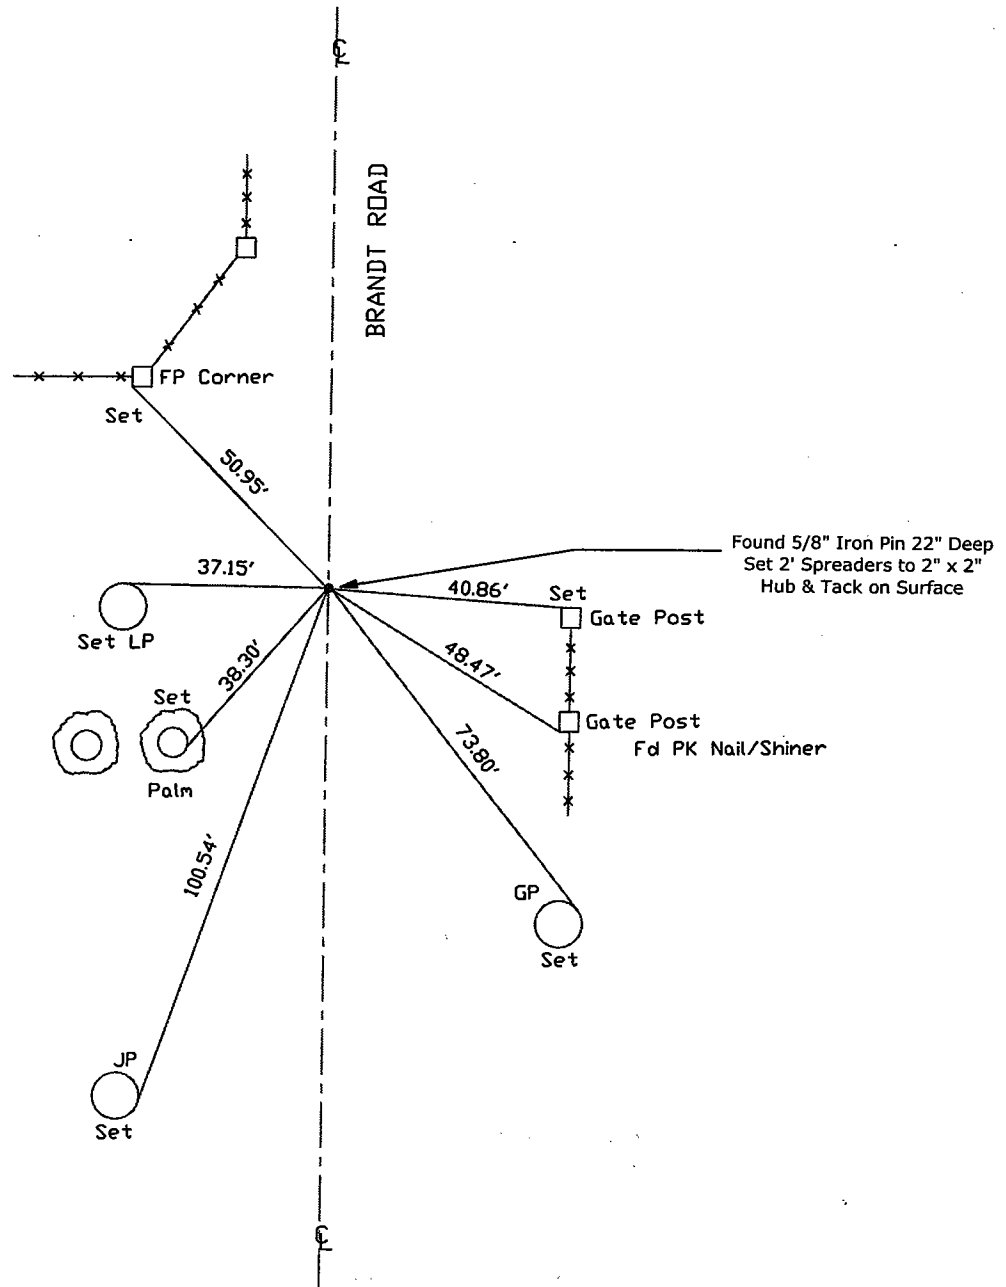 ℄
BRANDT ROAD
FP Corner
Set
50.95'
37.15'
Set LP
Found 5/8" Iron Pin 22" Deep
Set 2' Spreaders to 2" x 2"
Hub & Tack on Surface
40.86'
Set
Gate Post
38.30'
48.47'
Set
Palm
Gate Post
Fd PK Nail/Shiner
73.80'
100.54'
GP
Set
JP
Set
℄